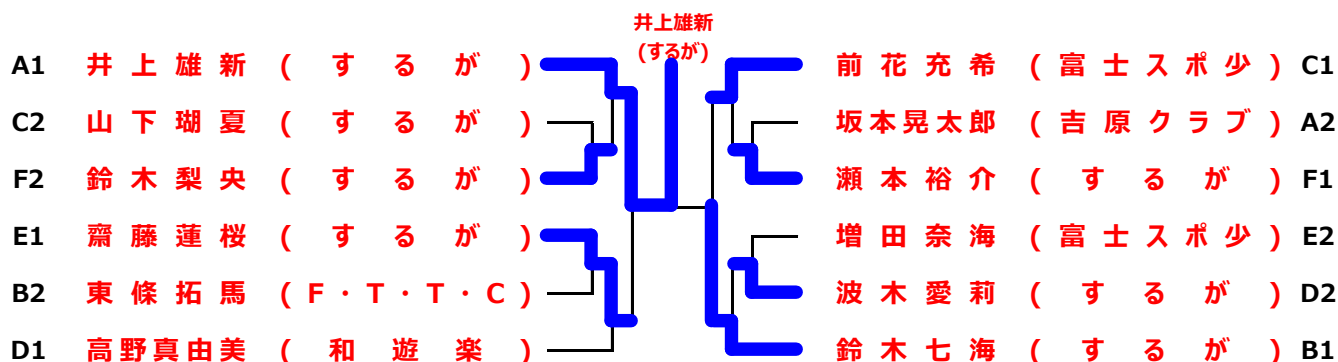 井上雄新
(するが)
A1 井上雄新 ( するが ) 前花充希 ( 富士スポ少 ) C1
C2 山下瑚夏 ( するが ) 坂本晃太郎 ( 吉原クラブ ) A2
F2 鈴木梨央 ( するが ) 瀬本裕介 ( するが ) F1
E1 齋藤蓮桜 ( するが ) 増田奈海 ( 富士スポ少 ) E2
B2 東條拓馬 ( F・T・T・C ) 波木愛莉 ( するが ) D2
D1 高野真由美 ( 和遊楽 ) 鈴木七海 ( するが ) B1